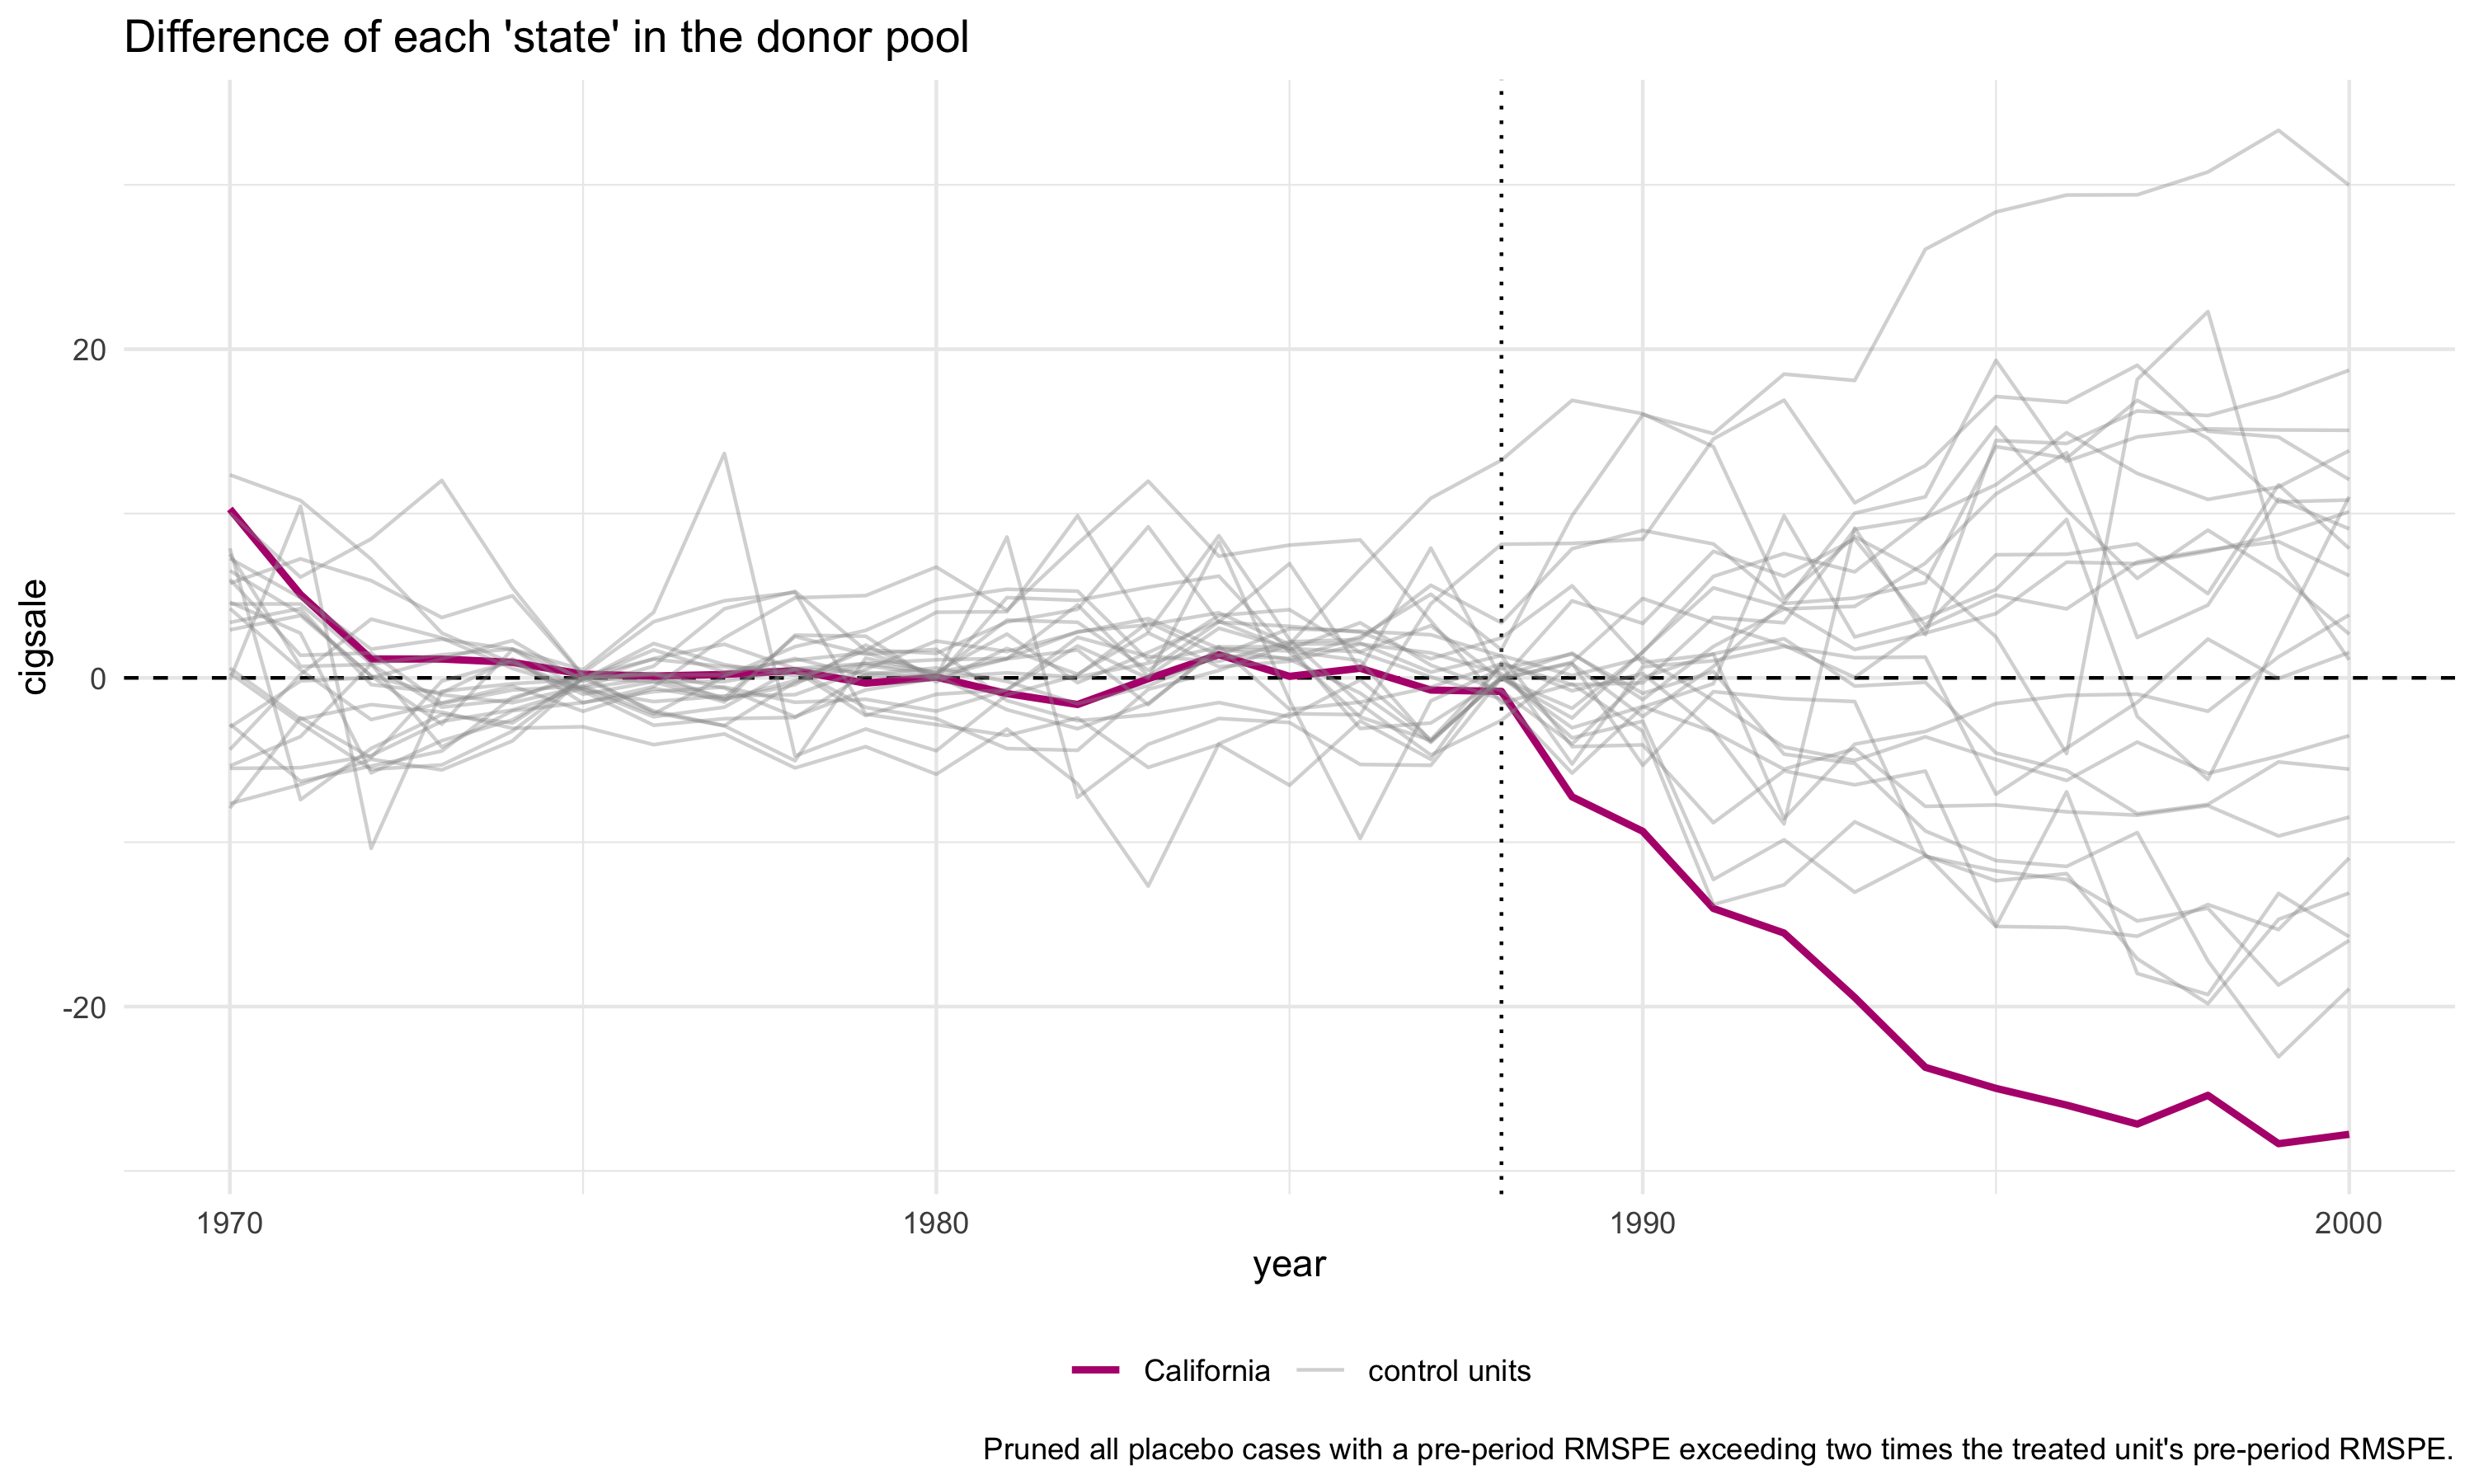 Difference of each 'state' in the donor pool
cigsale
20
0
-20
1970 1980 1990 2000
year
California control units
Pruned all placebo cases with a pre-period RMSPE exceeding two times the treated unit's pre-period RMSPE.